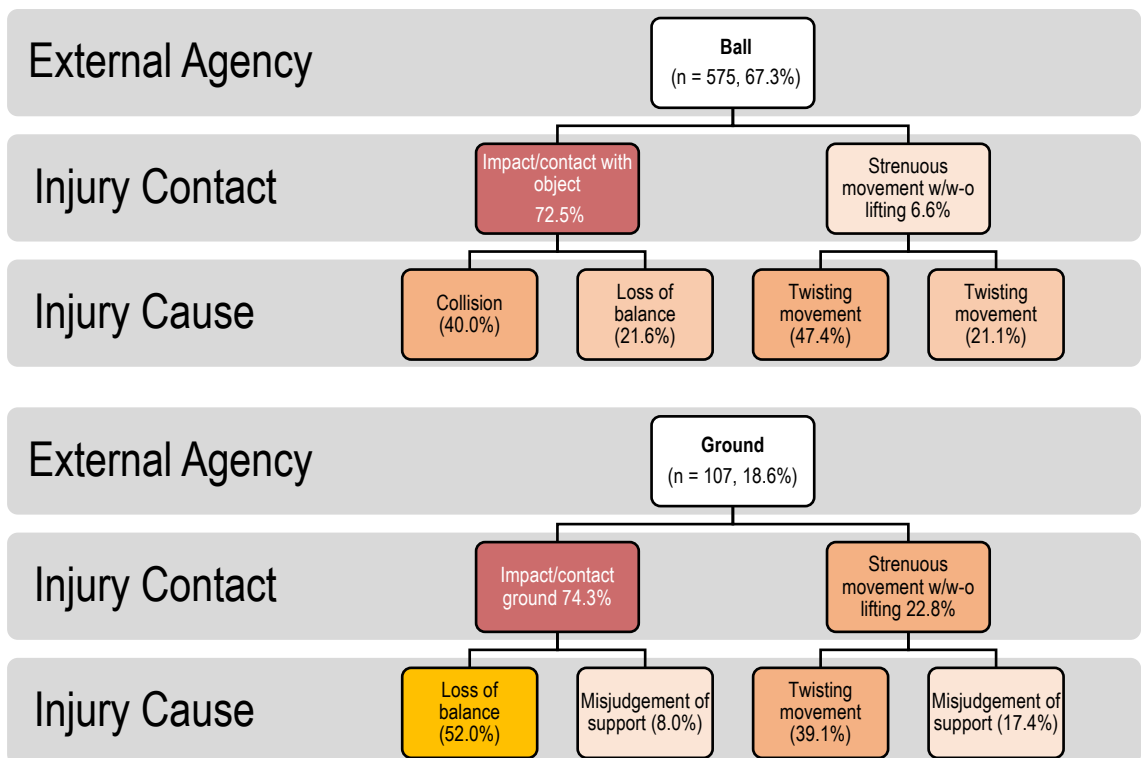 External Agency
Ball
(n = 575, 67.3%)
Injury Contact
Impact/contact with
object
72.5%
Strenuous
movement w/w-o
lifting 6.6%
Injury Cause
Collision
(40.0%)
Loss of
balance
(21.6%)
Twisting
movement
(47.4%)
Twisting
movement
(21.1%)
External Agency
Ground
(n = 107, 18.6%)
Injury Contact
Impact/contact
ground 74.3%
Strenuous
movement w/w-o
lifting 22.8%
Injury Cause
Loss of
balance
(52.0%)
Misjudgement of
support (8.0%)
Twisting
movement
(39.1%)
Misjudgement of
support (17.4%)